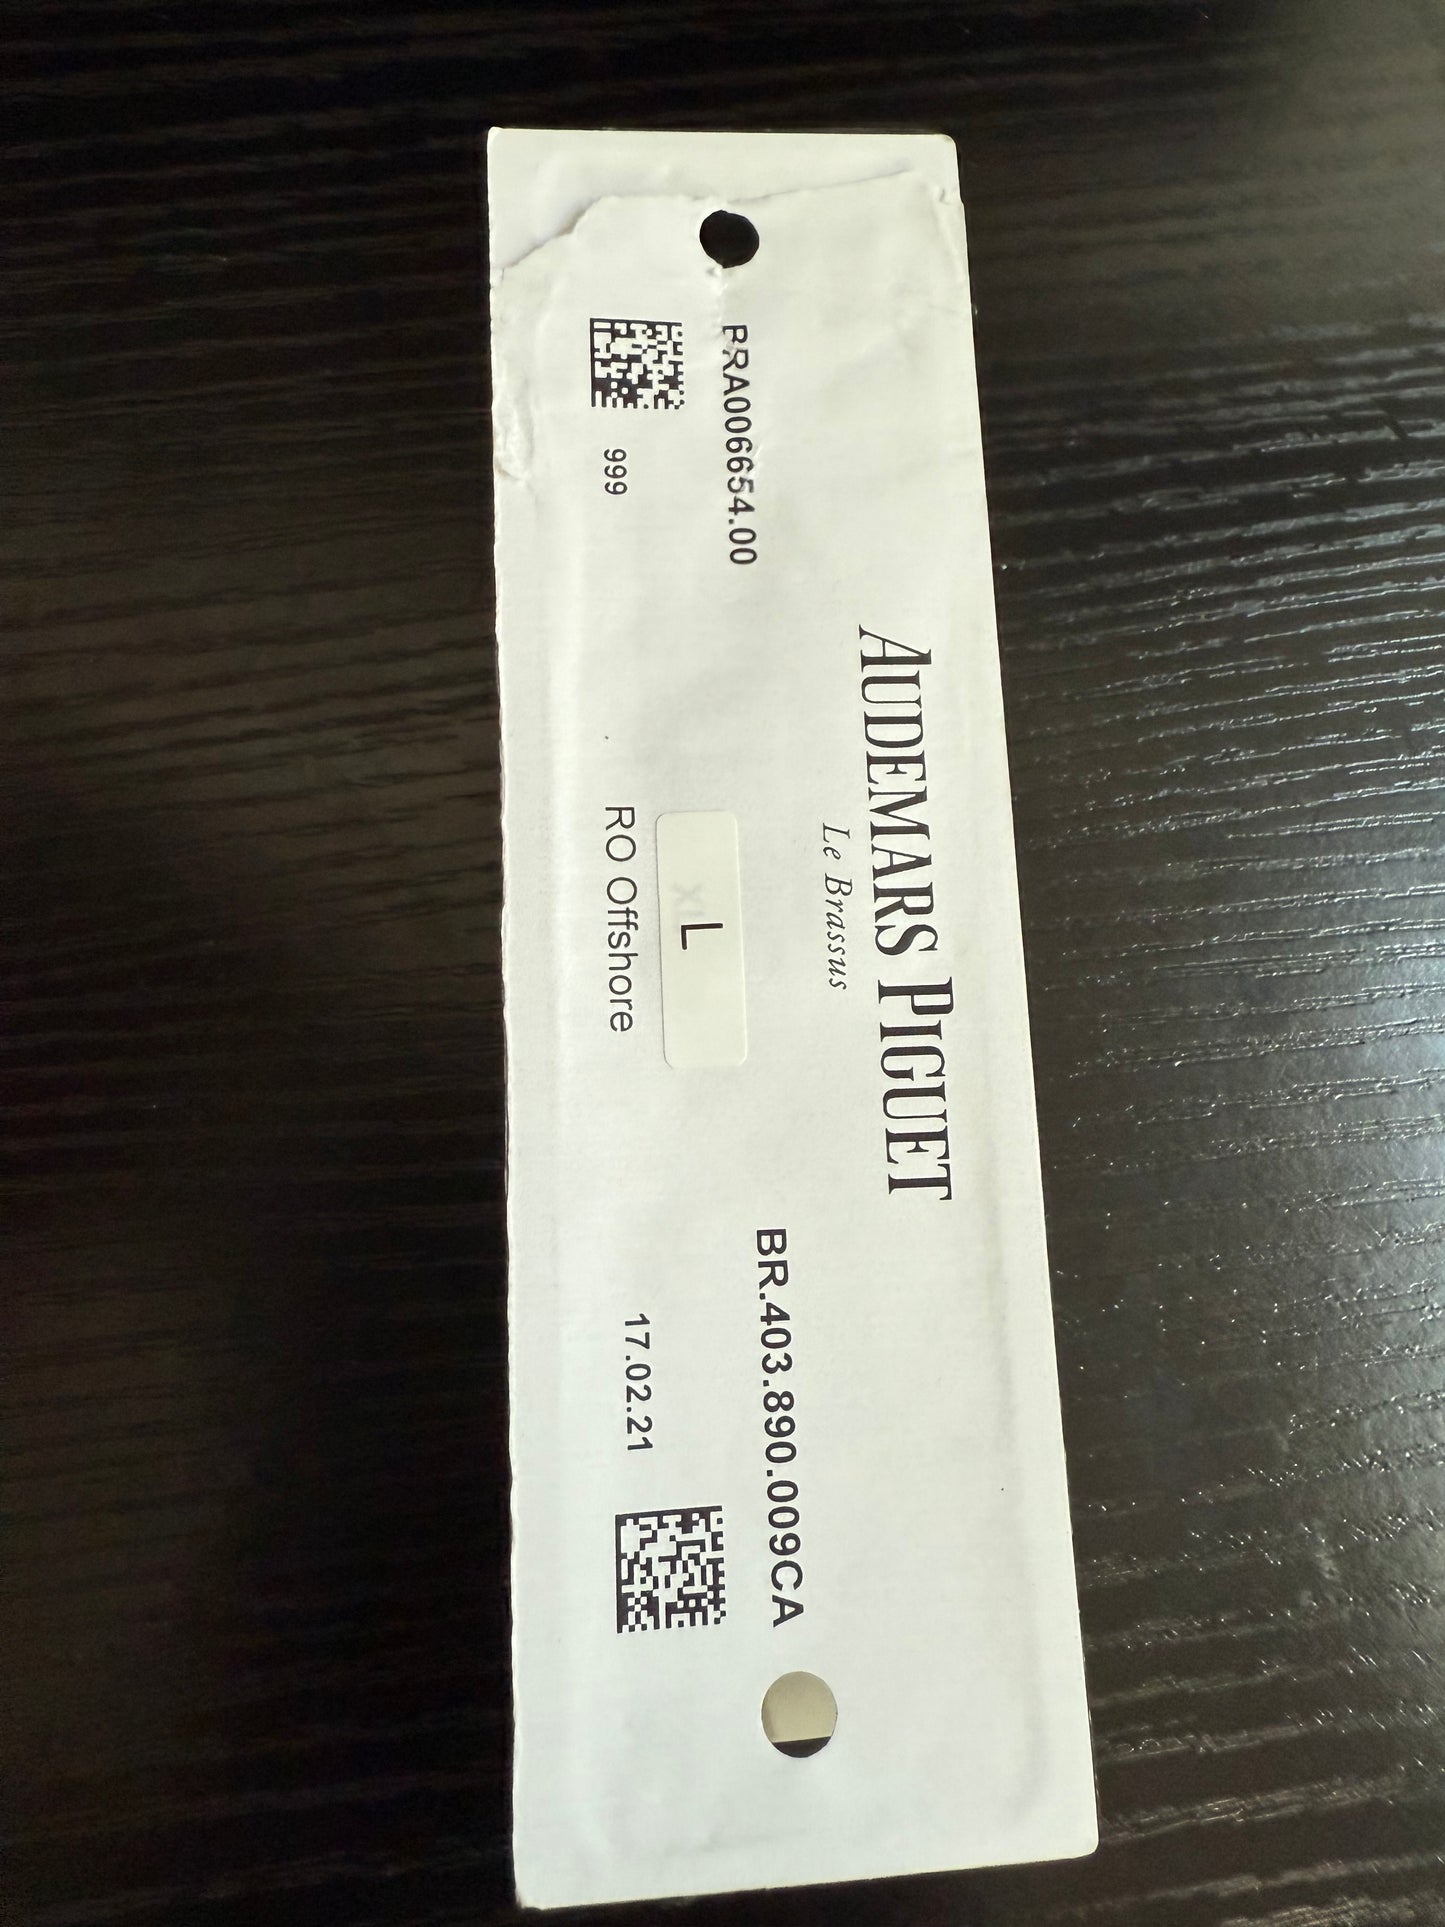 AUDEMARS PIGUET
Le Brassus
PRA006654.00
BR.403.890.009CA
999
XL
L
RO Offshore
17.02.21